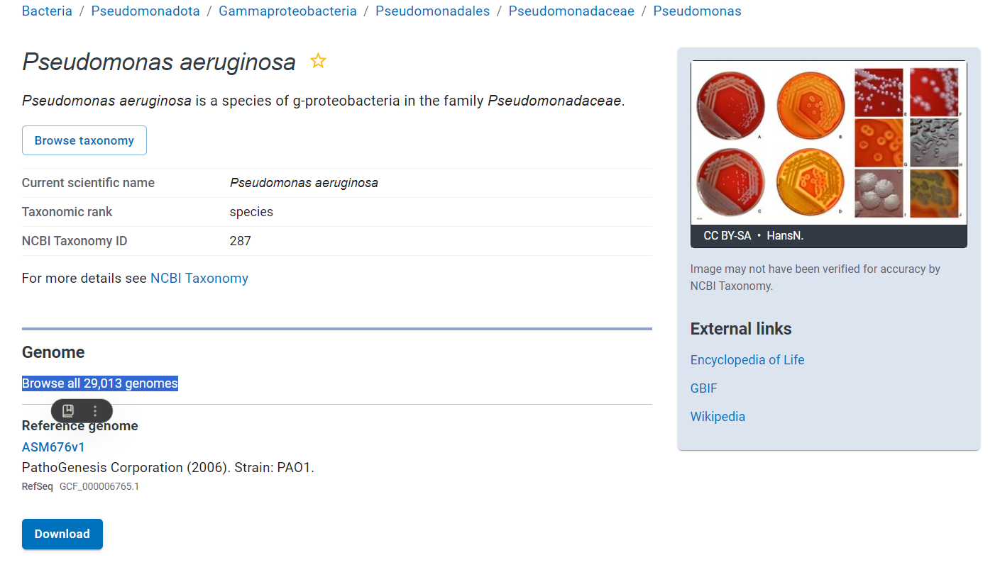 Bacteria / Pseudomonadota / Gammaproteobacteria / Pseudomonadales / Pseudomonadaceae / Pseudomonas
Pseudomonas aeruginosa
Pseudomonas aeruginosa is a species of g-proteobacteria in the family Pseudomonadaceae.
Browse taxonomy
Current scientific name Pseudomonas aeruginosa
Taxonomic rank species
NCBI Taxonomy ID 287
For more details see NCBI Taxonomy
Genome
Browse all 29,013 genomes
Reference genome
ASM676v1
PathoGenesis Corporation (2006). Strain: PAO1.
RefSeq GCF_000006765.1
Download
A
B
E
F
G
H
C
D
I
J
CC BY-SA • HansN.
Image may not have been verified for accuracy by
NCBI Taxonomy.
External links
Encyclopedia of Life
GBIF
Wikipedia